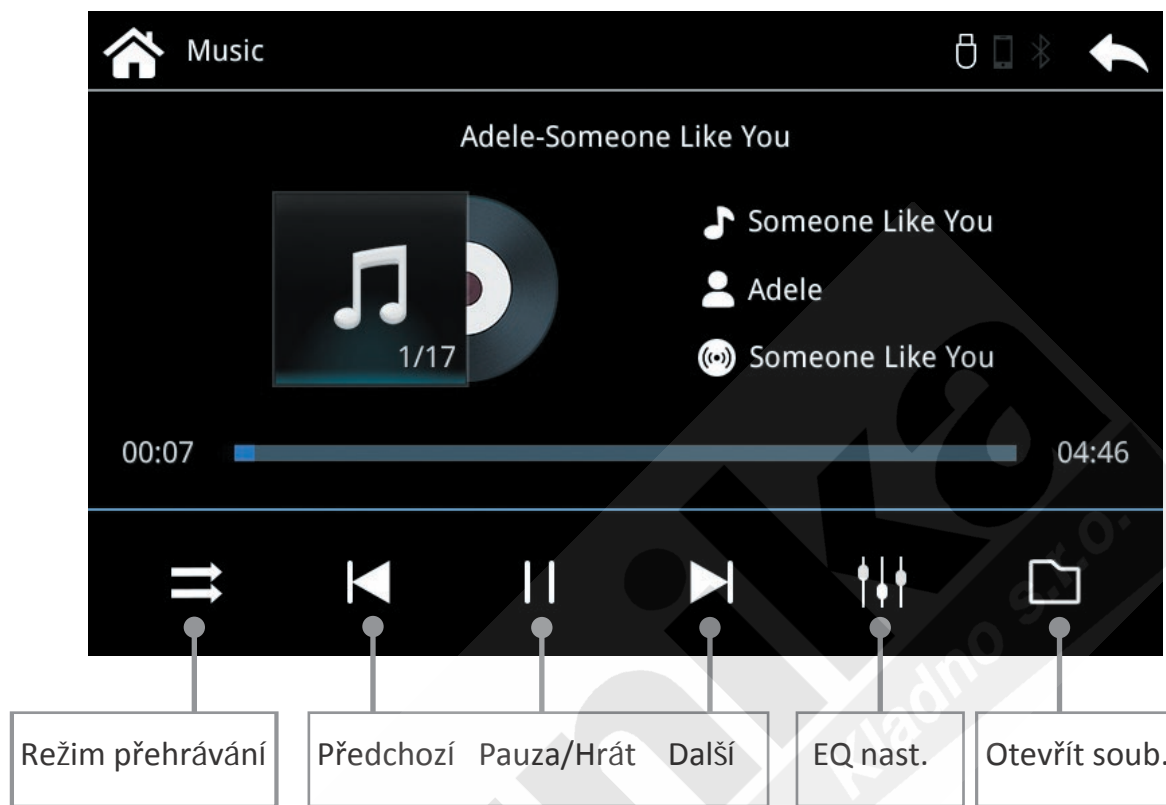 Music
Adele-Someone Like You
Someone Like You
Adele
1/17
Someone Like You
00:07
04:46
Režim přehrávání
Předchozí Pauza/Hrát Další
EQ nast.
Otevřít soub.
nika
Kladno s.r.o.